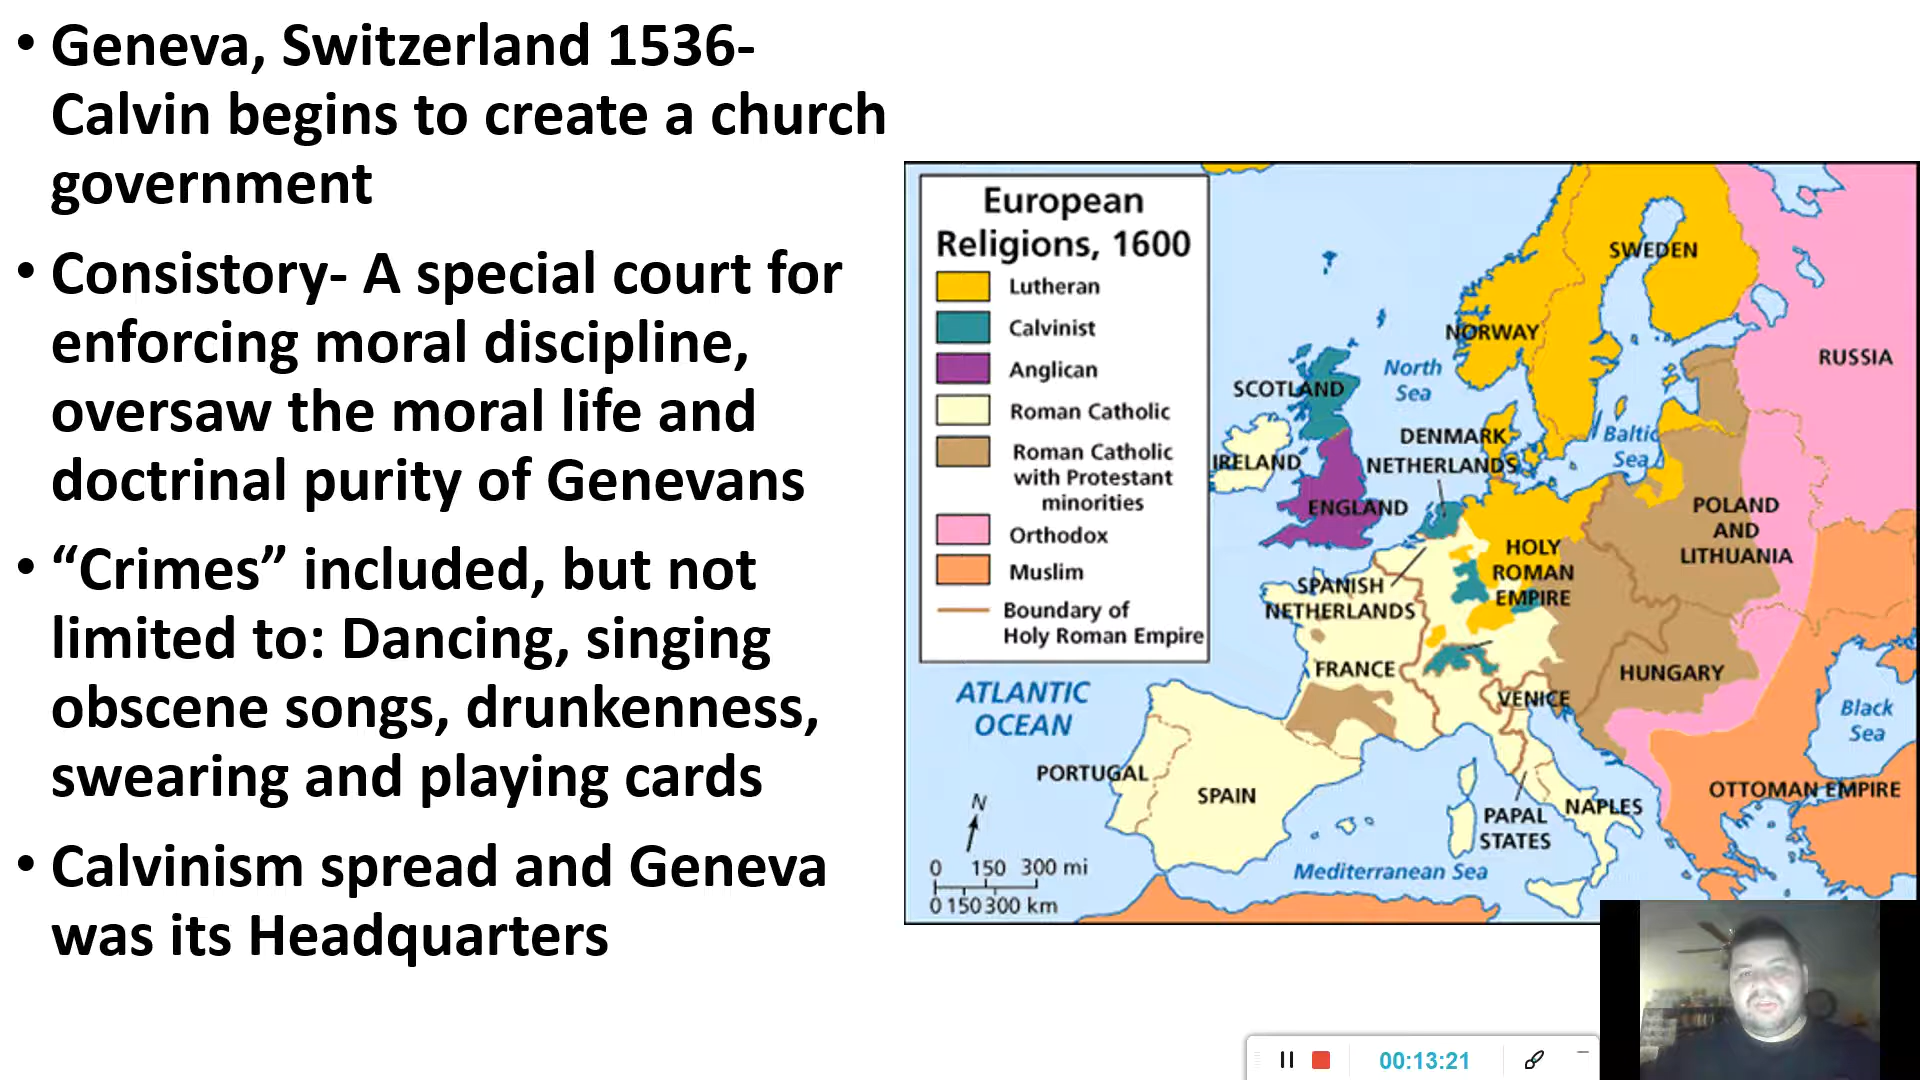 • Geneva, Switzerland 1536-
Calvin begins to create a church
government
• Consistory- A special court for
enforcing moral discipline,
oversaw the moral life and
doctrinal purity of Genevans
• “Crimes” included, but not
limited to: Dancing, singing
obscene songs, drunkenness,
swearing and playing cards
• Calvinism spread and Geneva
was its Headquarters
European
Religions, 1600
Lutheran
Calvinist
Anglican
Roman Catholic
Roman Catholic
with Protestant
minorities
Orthodox
Muslim
Boundary of
Holy Roman Empire
SWEDEN
NORWAY
RUSSIA
North
Sea
SCOTLAND
DENMARK
Baltic
Sea
IRELAND
NETHERLANDS
ENGLAND
POLAND
AND
LITHUANIA
HOLY
ROMAN
EMPIRE
SPANISH
NETHERLANDS
FRANCE
HUNGARY
ATLANTIC
OCEAN
VENICE
Black
Sea
PORTUGAL
SPAIN
OTTOMAN EMPIRE
PAPAL
STATES
NAPLES
Mediterranean Sea
N
0 150 300 mi
0 150 300 km
00:13:21